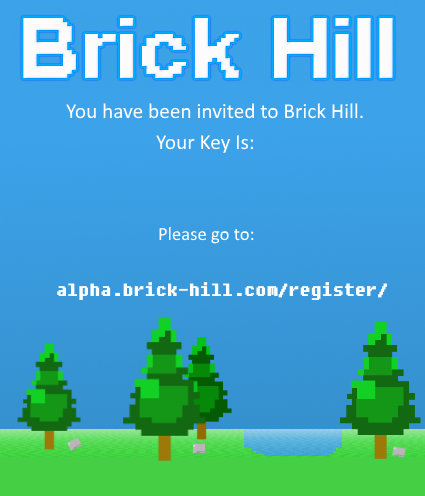 Brick Hill
You have been invited to Brick Hill.
Your Key Is:
Please go to:
alpha.brick-hill.com/register/